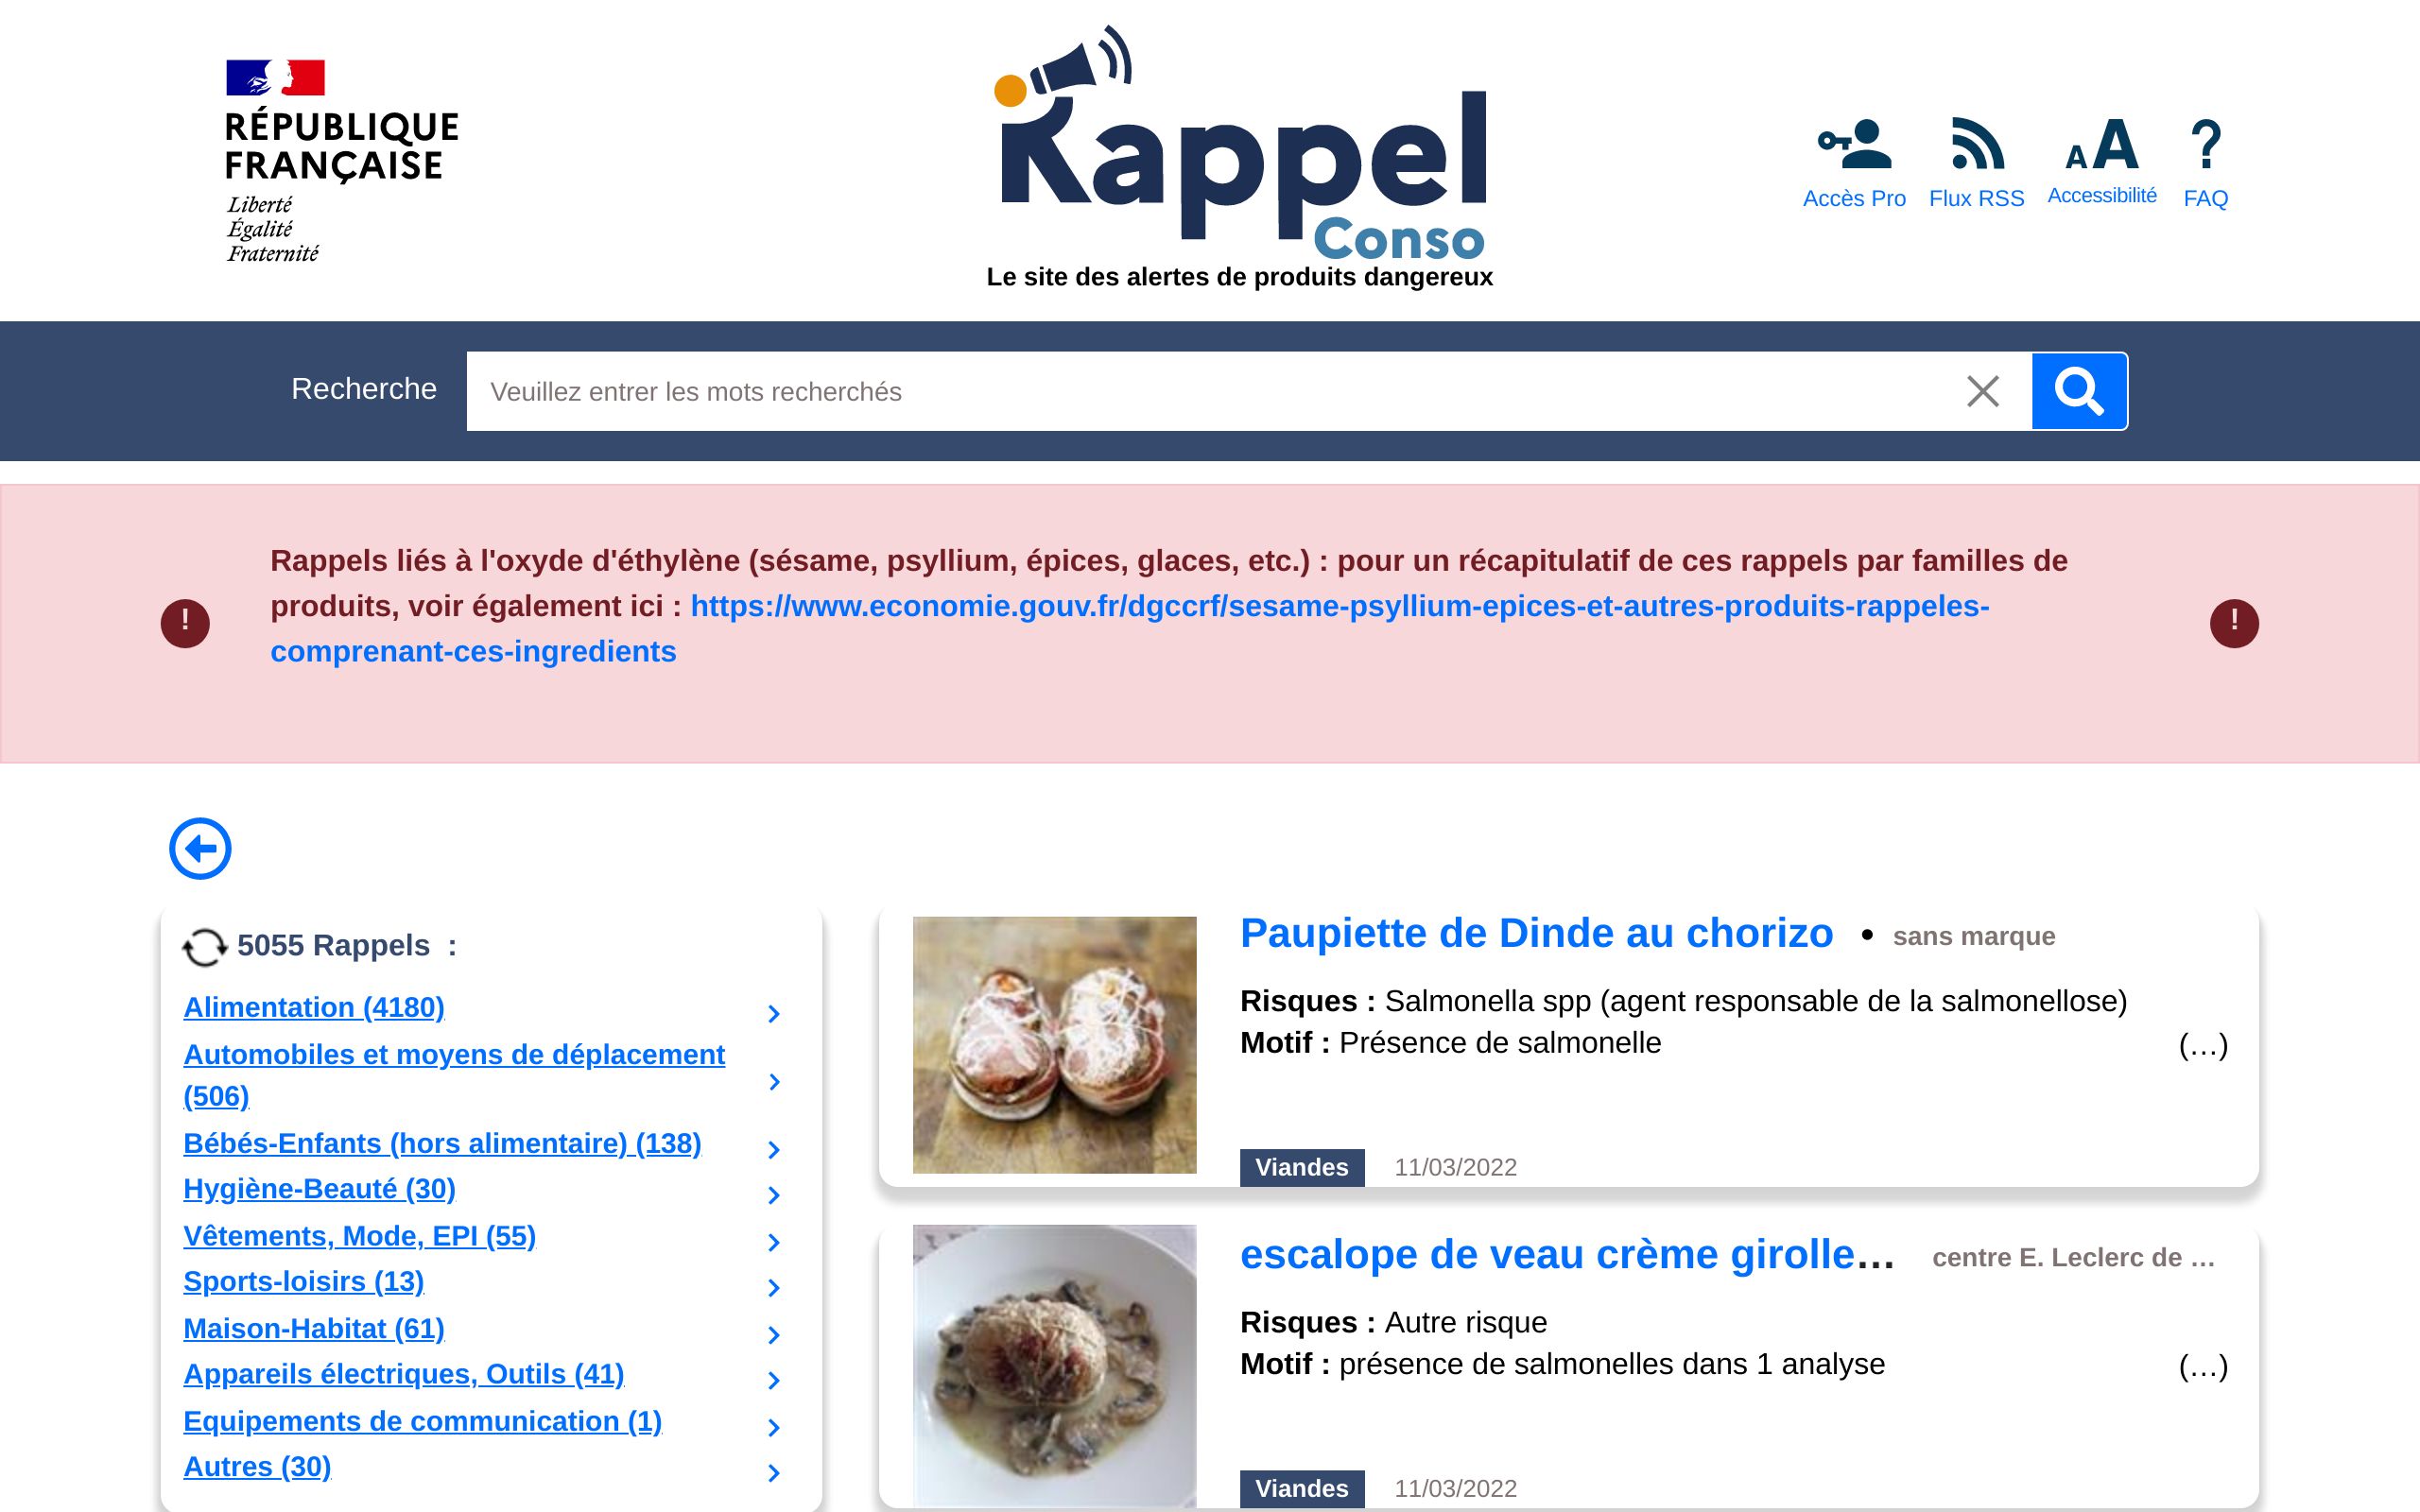 RÉPUBLIQUE
FRANÇAISE
Liberté
Égalité
Fraternité
Rappel
Conso
Le site des alertes de produits dangereux
Accès Pro
Flux RSS
AA
Accessibilité
?
FAQ
Recherche
Veuillez entrer les mots recherchés
!
Rappels liés à l'oxyde d'éthylène (sésame, psyllium, épices, glaces, etc.) : pour un récapitulatif de ces rappels par familles de
produits, voir également ici : https://www.economie.gouv.fr/dgccrf/sesame-psyllium-epices-et-autres-produits-rappeles-
comprenant-ces-ingredients
!
5055 Rappels :
Alimentation (4180)
Automobiles et moyens de déplacement
(506)
Bébés-Enfants (hors alimentaire) (138)
Hygiène-Beauté (30)
Vêtements, Mode, EPI (55)
Sports-loisirs (13)
Maison-Habitat (61)
Appareils électriques, Outils (41)
Equipements de communication (1)
Autres (30)
Paupiette de Dinde au chorizo • sans marque
Risques : Salmonella spp (agent responsable de la salmonellose)
Motif : Présence de salmonelle (…)
Viandes 11/03/2022
escalope de veau crème girolle… centre E. Leclerc de …
Risques : Autre risque
Motif : présence de salmonelles dans 1 analyse (…)
Viandes 11/03/2022